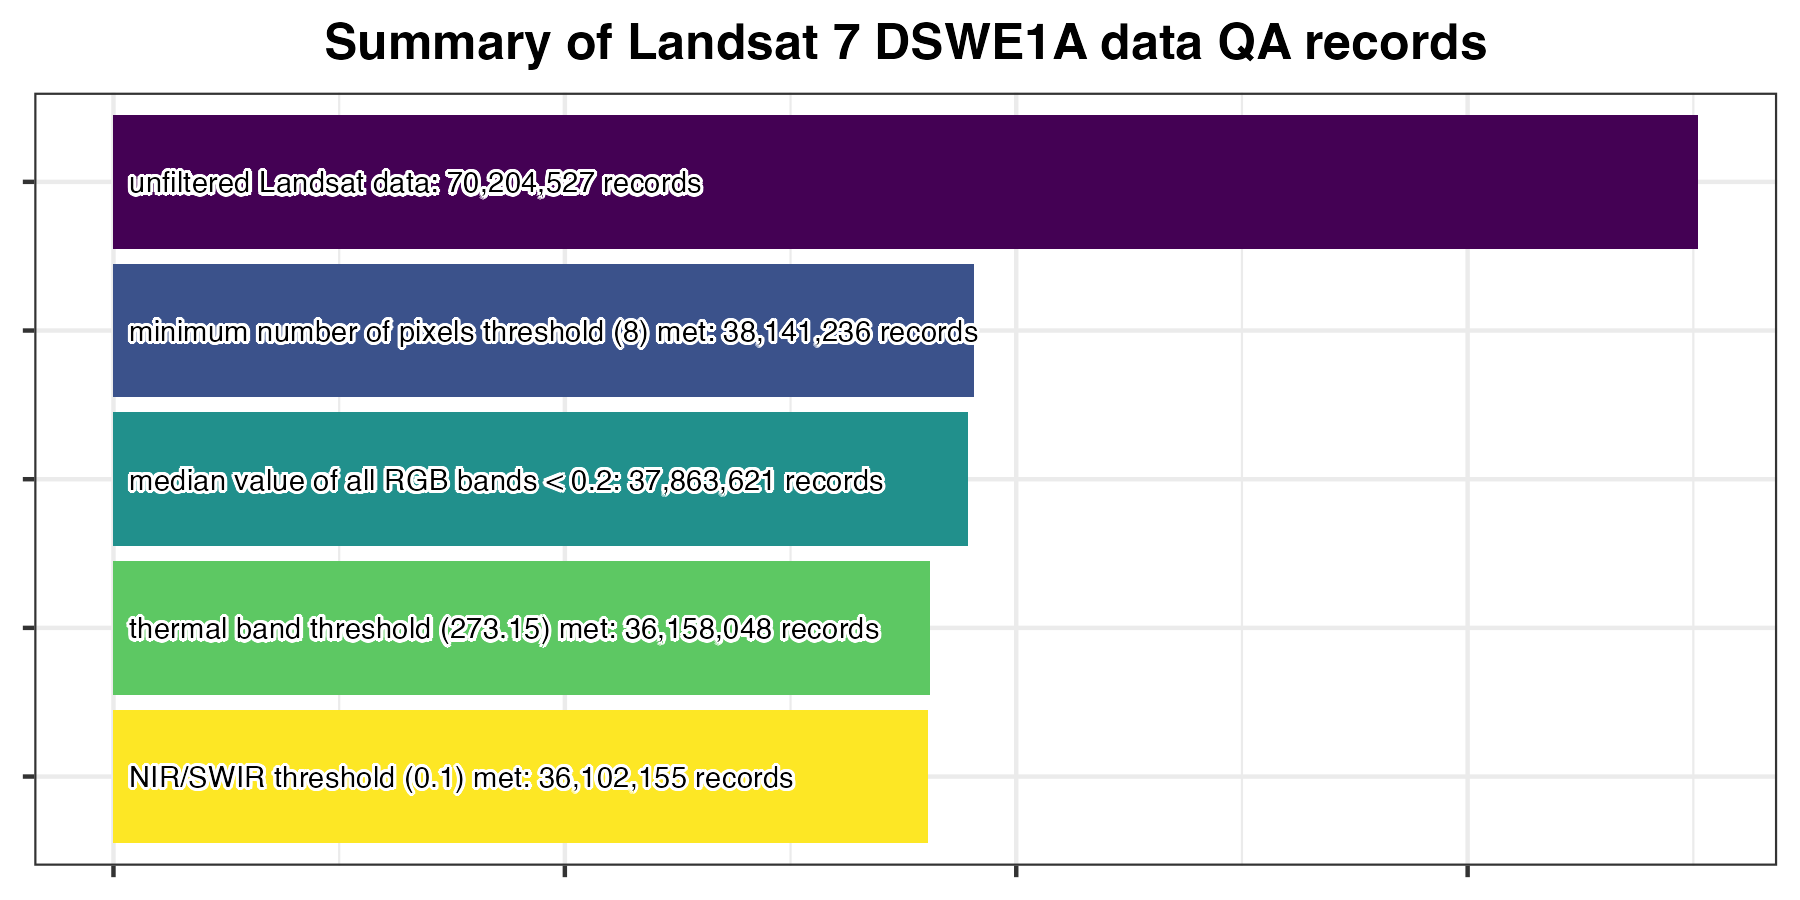 Summary of Landsat 7 DSWE1A data QA records
unfiltered Landsat data: 70,204,527 records
minimum number of pixels threshold (8) met: 38,141,236 records
median value of all RGB bands < 0.2: 37,863,621 records
thermal band threshold (273.15) met: 36,158,048 records
NIR/SWIR threshold (0.1) met: 36,102,155 records